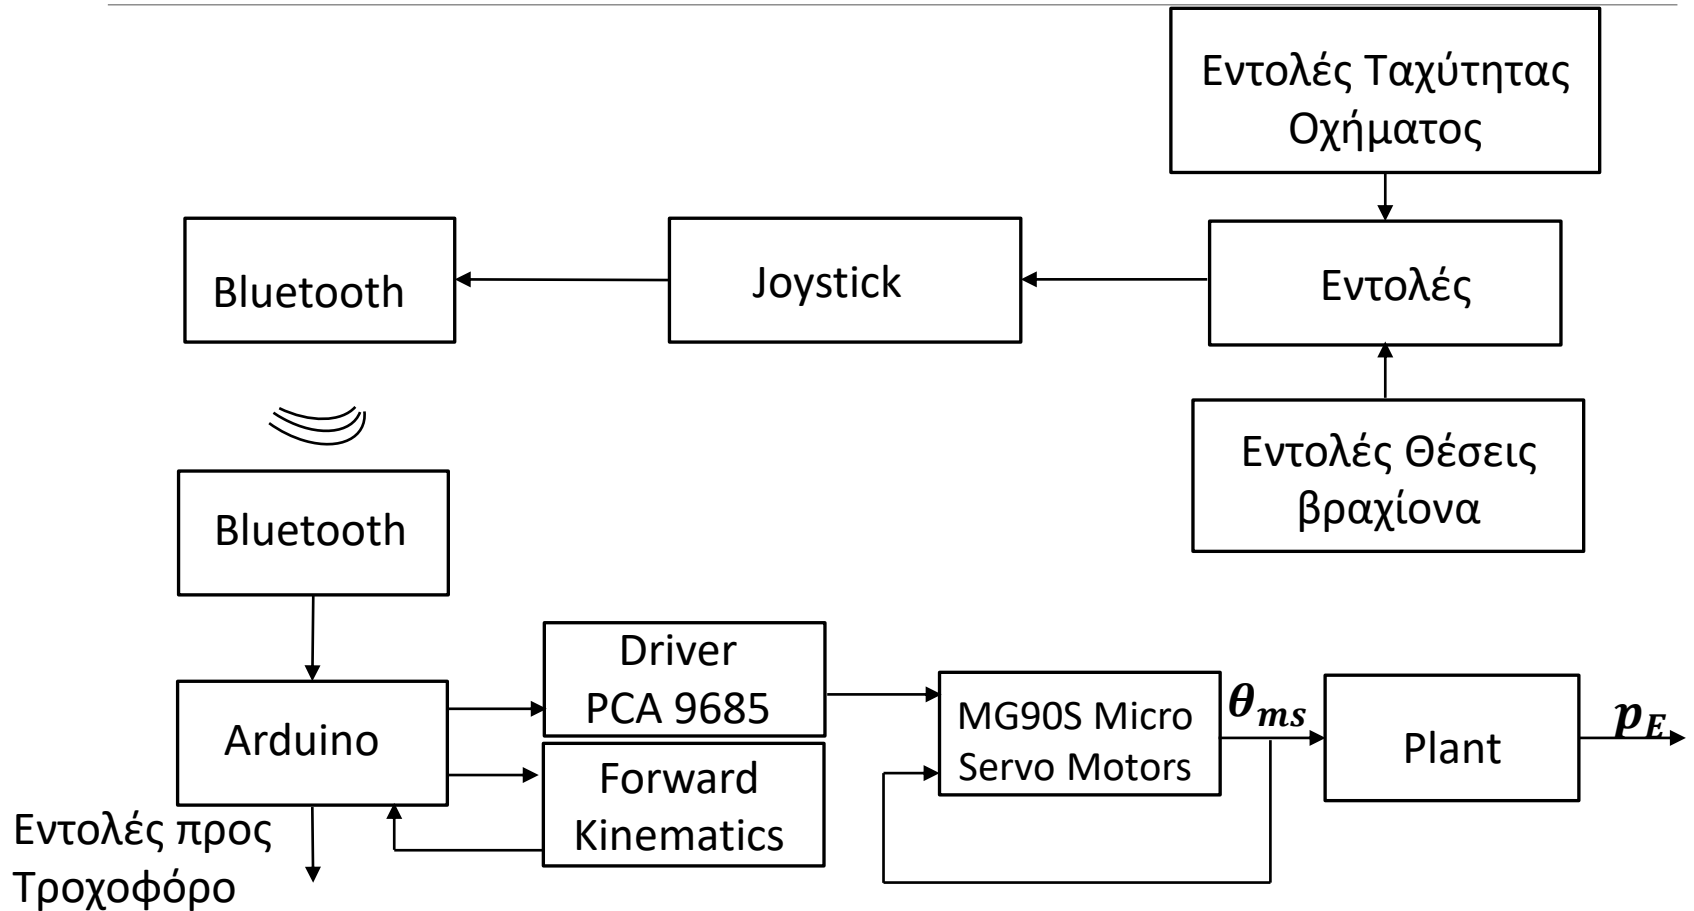 Εντολές Ταχύτητας
Οχήματος
Bluetooth
Joystick
Εντολές
Εντολές Θέσεις
βραχίονα
Bluetooth
Driver
PCA 9685
Arduino
MG90S Micro
Servo Motors
θms
Plant
pE
Forward
Kinematics
Εντολές προς
Τροχοφόρο